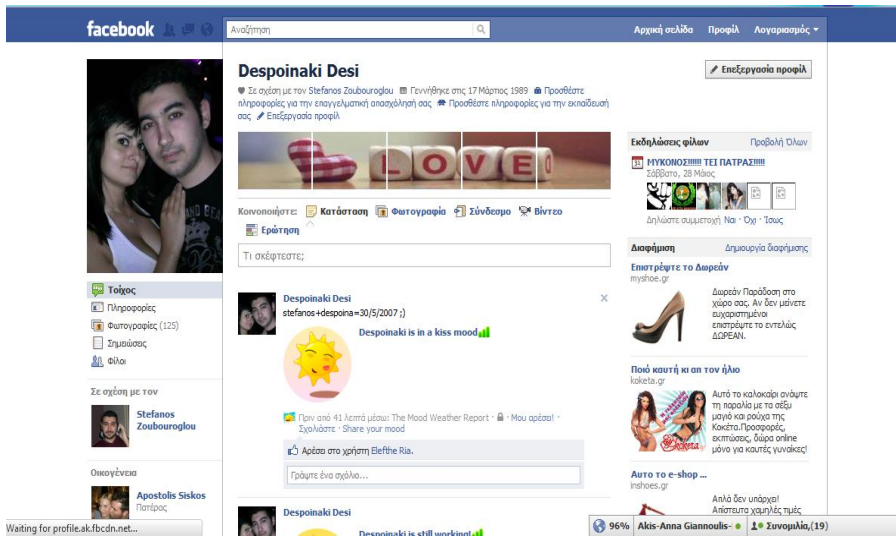 facebook
Αναζήτηση
Αρχική σελίδα Προφίλ Λογαριασμός
Despoinaki Desi
Επεξεργασία προφίλ
Σε σχέση με τον Stefanos Zoubouroglou Γεννήθηκε στις 17 Μάρτιος 1989 Προσθέστε
πληροφορίες για την επαγγελματική απασχόλησή σας Προσθέστε πληροφορίες για την εκπαίδευσή
σας Επεξεργασία προφίλ
LOVE
Κοινοποιήστε: Κατάσταση Φωτογραφία Σύνδεσμο Βίντεο
Ερώτηση
Τι σκέφτεστε;
Τοίχος
Πληροφορίες
Φωτογραφίες (125)
Σημειώσεις
Φίλοι
Σε σχέση με τον
Stefanos
Zoubouroglou
Οικογένεια
Apostolis Siskos
Πατέρας
Waiting for profile.ak.fbcdn.net...
Despoinaki Desi
stefanos+despoina=30/5/2007 ;)
Despoinaki is in a kiss mood
Πριν από 41 λεπτά μέσω: The Mood Weather Report · Μου αρέσει! ·
Σχολιάστε · Share your mood
Αρέσει στο χρήστη Elefthe Ria.
Γράψτε ένα σχόλιο...
Despoinaki Desi
Despoinaki is still working!
Εκδηλώσεις φίλων Προβολή Όλων
31 ΜΥΚΟΝΟΣ!!!!!! ΤΕΙ ΠΑΤΡΑΣ!!!!!
Σάββατο, 28 Μάιος
Δηλώστε συμμετοχή Ναι · Όχι · Ίσως
Διαφήμιση Δημιουργία διαφήμισης
Επιστρέψτε το Δωρεάν
myshoe.gr
Δωρεάν Παράδοση στο
χώρο σας. Αν δεν μείνετε
ευχαριστημένοι
επιστρέψτε το εντελώς
ΔΩΡΕΑΝ.
Ποιό καυτή κι απ τον ήλιο
koketa.gr
Αυτό το καλοκαίρι ανάψτε
τη παραλία με τα σέξυ
μαγιό και ρούχα της
Κοκέτα.Προσφορές,
εκπτώσεις, δώρα online
μόνο για καυτές γυναίκες!
Koketa
Αυτο το e-shop ...
inshoes.gr
Απλά δεν υπάρχει!
Απίστευτα χαμηλές τιμές
96% Akis-Anna Giannoulis- Συνομιλία,(19)